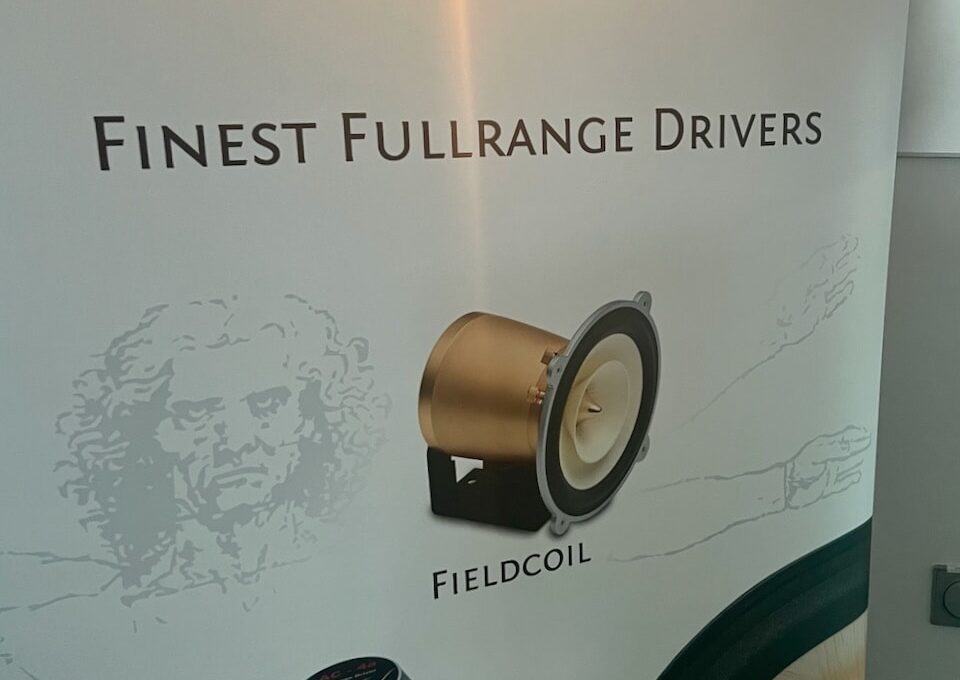 FINEST FULLRANGE DRIVERS
FIELDCOIL